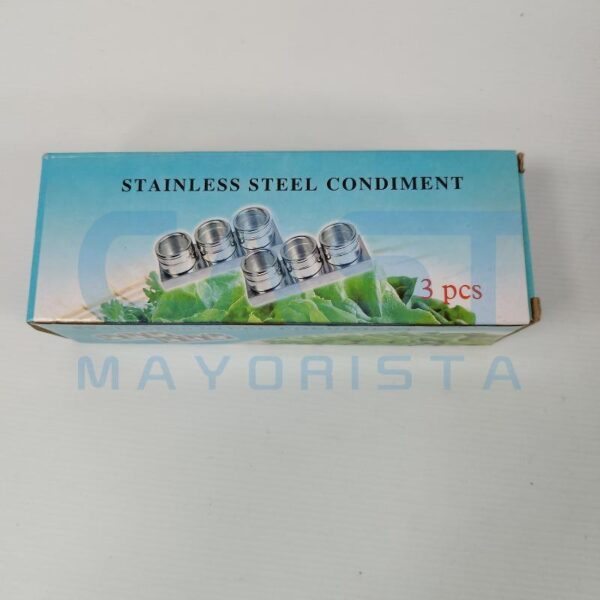 STAINLESS STEEL CONDIMENT
3 pcs
MAYORISTA